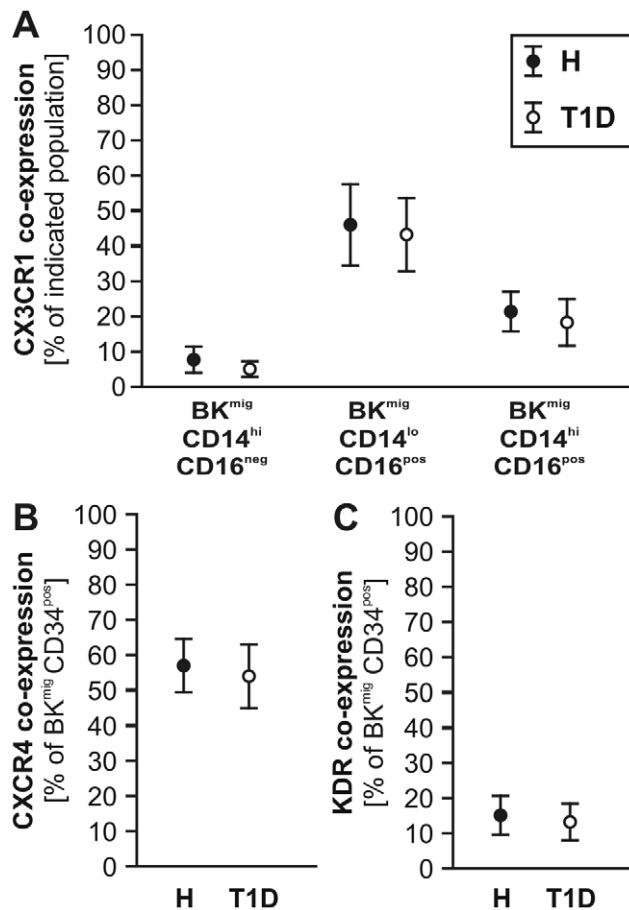 A
CX3CR1 co-expression
[% of indicated population]
100
90
80
70
60
50
40
30
20
10
0
H
T1D
BKmig
CD14hi
CD16neg
BKmig
CD14lo
CD16pos
BKmig
CD14hi
CD16pos
B
CXCR4 co-expression
[% of BKmig CD34pos]
100
90
80
70
60
50
40
30
20
10
0
H T1D
C
KDR co-expression
[% of BKmig CD34pos]
100
90
80
70
60
50
40
30
20
10
0
H T1D